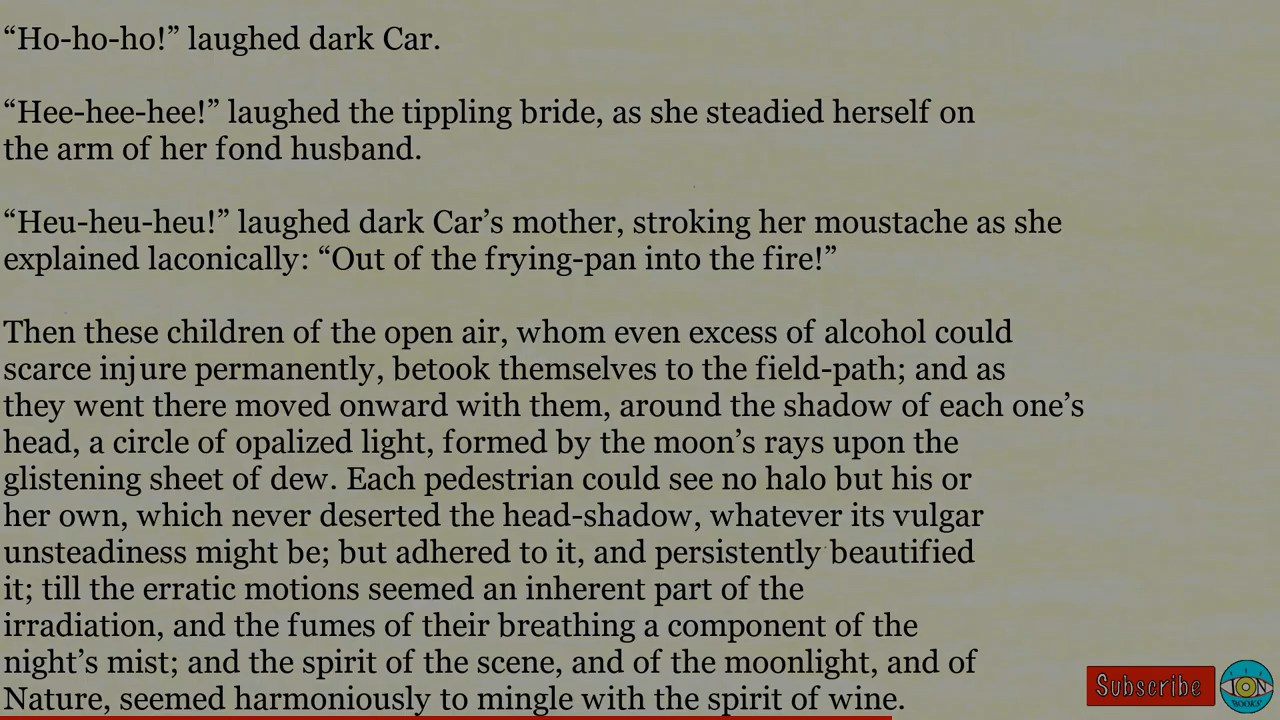 “Ho-ho-ho!” laughed dark Car.
“Hee-hee-hee!” laughed the tippling bride, as she steadied herself on
the arm of her fond husband.
“Heu-heu-heu!” laughed dark Car’s mother, stroking her moustache as she
explained laconically: “Out of the frying-pan into the fire!”
Then these children of the open air, whom even excess of alcohol could
scarce injure permanently, betook themselves to the field-path; and as
they went there moved onward with them, around the shadow of each one’s
head, a circle of opalized light, formed by the moon’s rays upon the
glistening sheet of dew. Each pedestrian could see no halo but his or
her own, which never deserted the head-shadow, whatever its vulgar
unsteadiness might be; but adhered to it, and persistently beautified
it; till the erratic motions seemed an inherent part of the
irradiation, and the fumes of their breathing a component of the
night’s mist; and the spirit of the scene, and of the moonlight, and of
Nature, seemed harmoniously to mingle with the spirit of wine.
Subscribe
ION
BOOKS